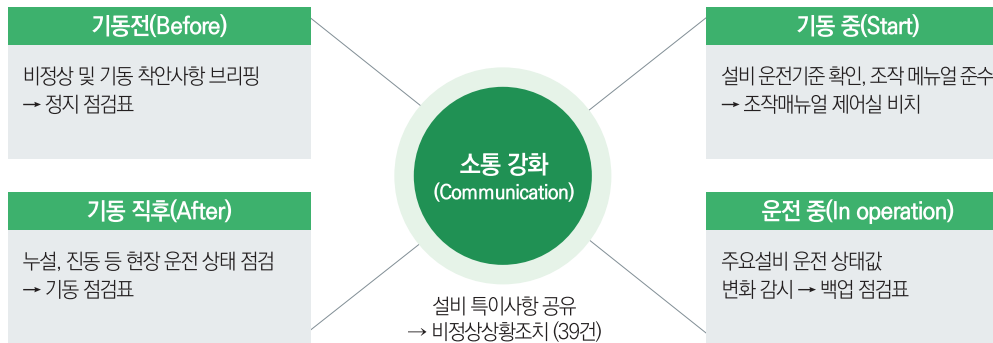 기동전(Before)
비정상 및 기동 착안사항 브리핑
→ 정지 점검표
기동 중(Start)
설비 운전기준 확인, 조작 메뉴얼 준수
→ 조작매뉴얼 제어실 비치
소통 강화
(Communication)
기동 직후(After)
누설, 진동 등 현장 운전 상태 점검
→ 기동 점검표
운전 중(In operation)
주요설비 운전 상태값
변화 감시 → 백업 점검표
설비 특이사항 공유
→ 비정상상황조치 (39건)